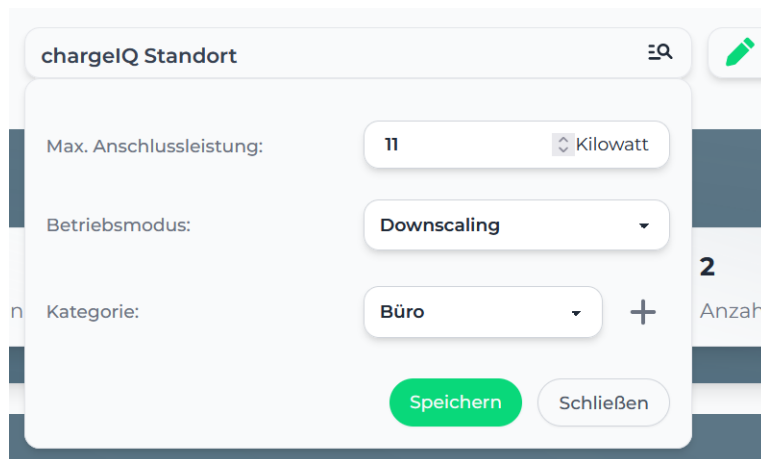 chargeIQ Standort
Max. Anschlussleistung:
11
Kilowatt
Betriebsmodus:
Downscaling
2
Kategorie:
Büro
Anzah
n
Speichern
Schließen